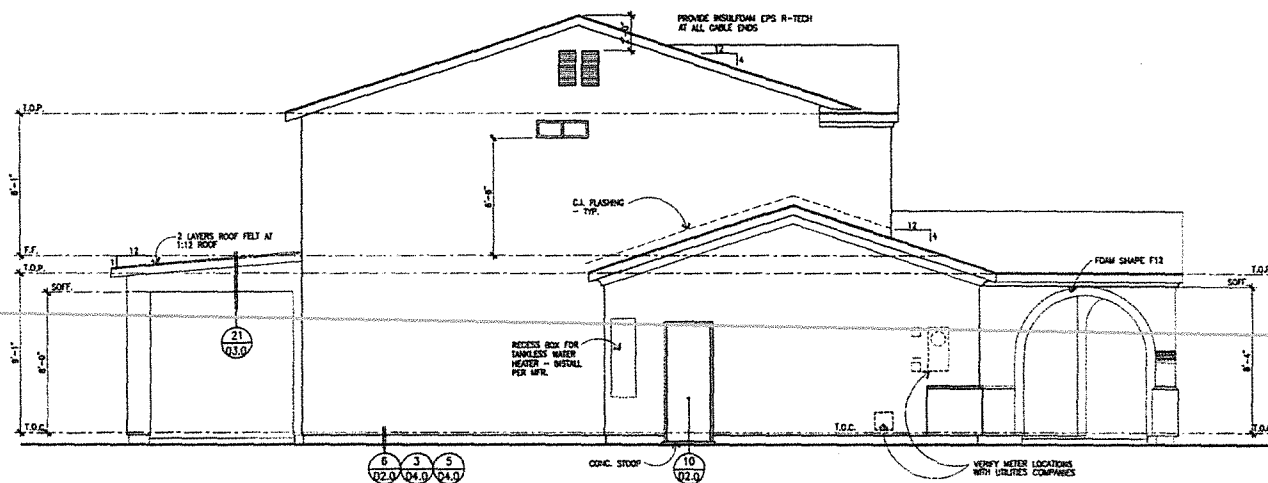 PROVIDE INSULFOAM EPS R-TECH
AT ALL GABLE ENDS
12
4
T.O.P.
8'-1"
6'-8"
C.I. FLASHING
- TYP.
12
4
2 LAYERS ROOF FELT AT
1:12 ROOF
F.F.
12
1
T.O.P.
FOAM SHAPE F12
T.O.P.
SOFF.
SOFF.
21
D3.0
RECESS BOX FOR
TANKLESS WATER
HEATER - INSTALL
PER MFR.
9'-1"
8'-0"
8'-4"
T.O.C.
T.O.C.
6
D2.0
3
D4.0
5
D4.0
CONC. STOOP
10
D2.0
VERIFY METER LOCATIONS
WITH UTILITIES COMPANIES